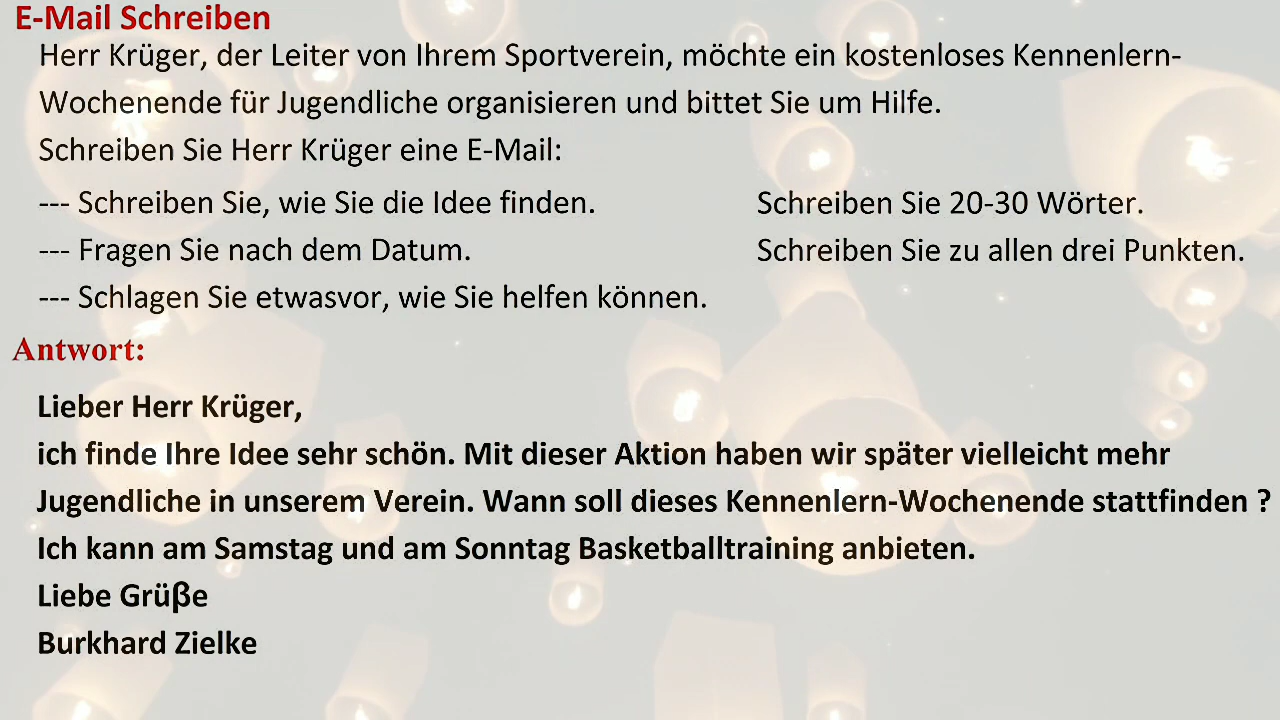 E-Mail Schreiben
Herr Krüger, der Leiter von Ihrem Sportverein, möchte ein kostenloses Kennenlern-
Wochenende für Jugendliche organisieren und bittet Sie um Hilfe.
Schreiben Sie Herr Krüger eine E-Mail:
--- Schreiben Sie, wie Sie die Idee finden.
--- Fragen Sie nach dem Datum.
--- Schlagen Sie etwasvor, wie Sie helfen können.
Schreiben Sie 20-30 Wörter.
Schreiben Sie zu allen drei Punkten.
Antwort:
Lieber Herr Krüger,
ich finde Ihre Idee sehr schön. Mit dieser Aktion haben wir später vielleicht mehr
Jugendliche in unserem Verein. Wann soll dieses Kennenlern-Wochenende stattfinden ?
Ich kann am Samstag und am Sonntag Basketballtraining anbieten.
Liebe Grüβe
Burkhard Zielke